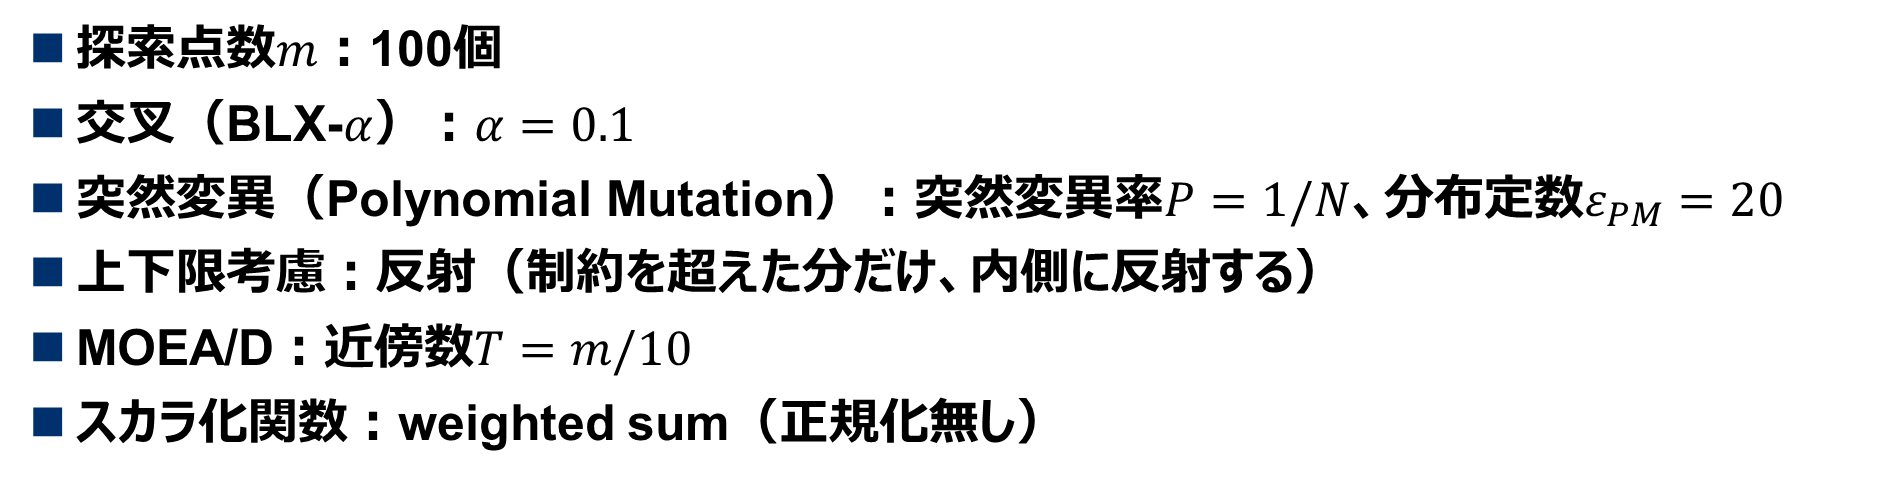 ■ 探索点数𝑚：100個
■ 交叉（BLX-𝛼）：𝛼 = 0.1
■ 突然変異（Polynomial Mutation）：突然変異率𝑃 = 1/𝑁、分布定数𝜀𝑃𝑀 = 20
■ 上下限考慮：反射（制約を超えた分だけ、内側に反射する）
■ MOEA/D：近傍数𝑇 = 𝑚/10
■ スカラ化関数：weighted sum（正規化無し）